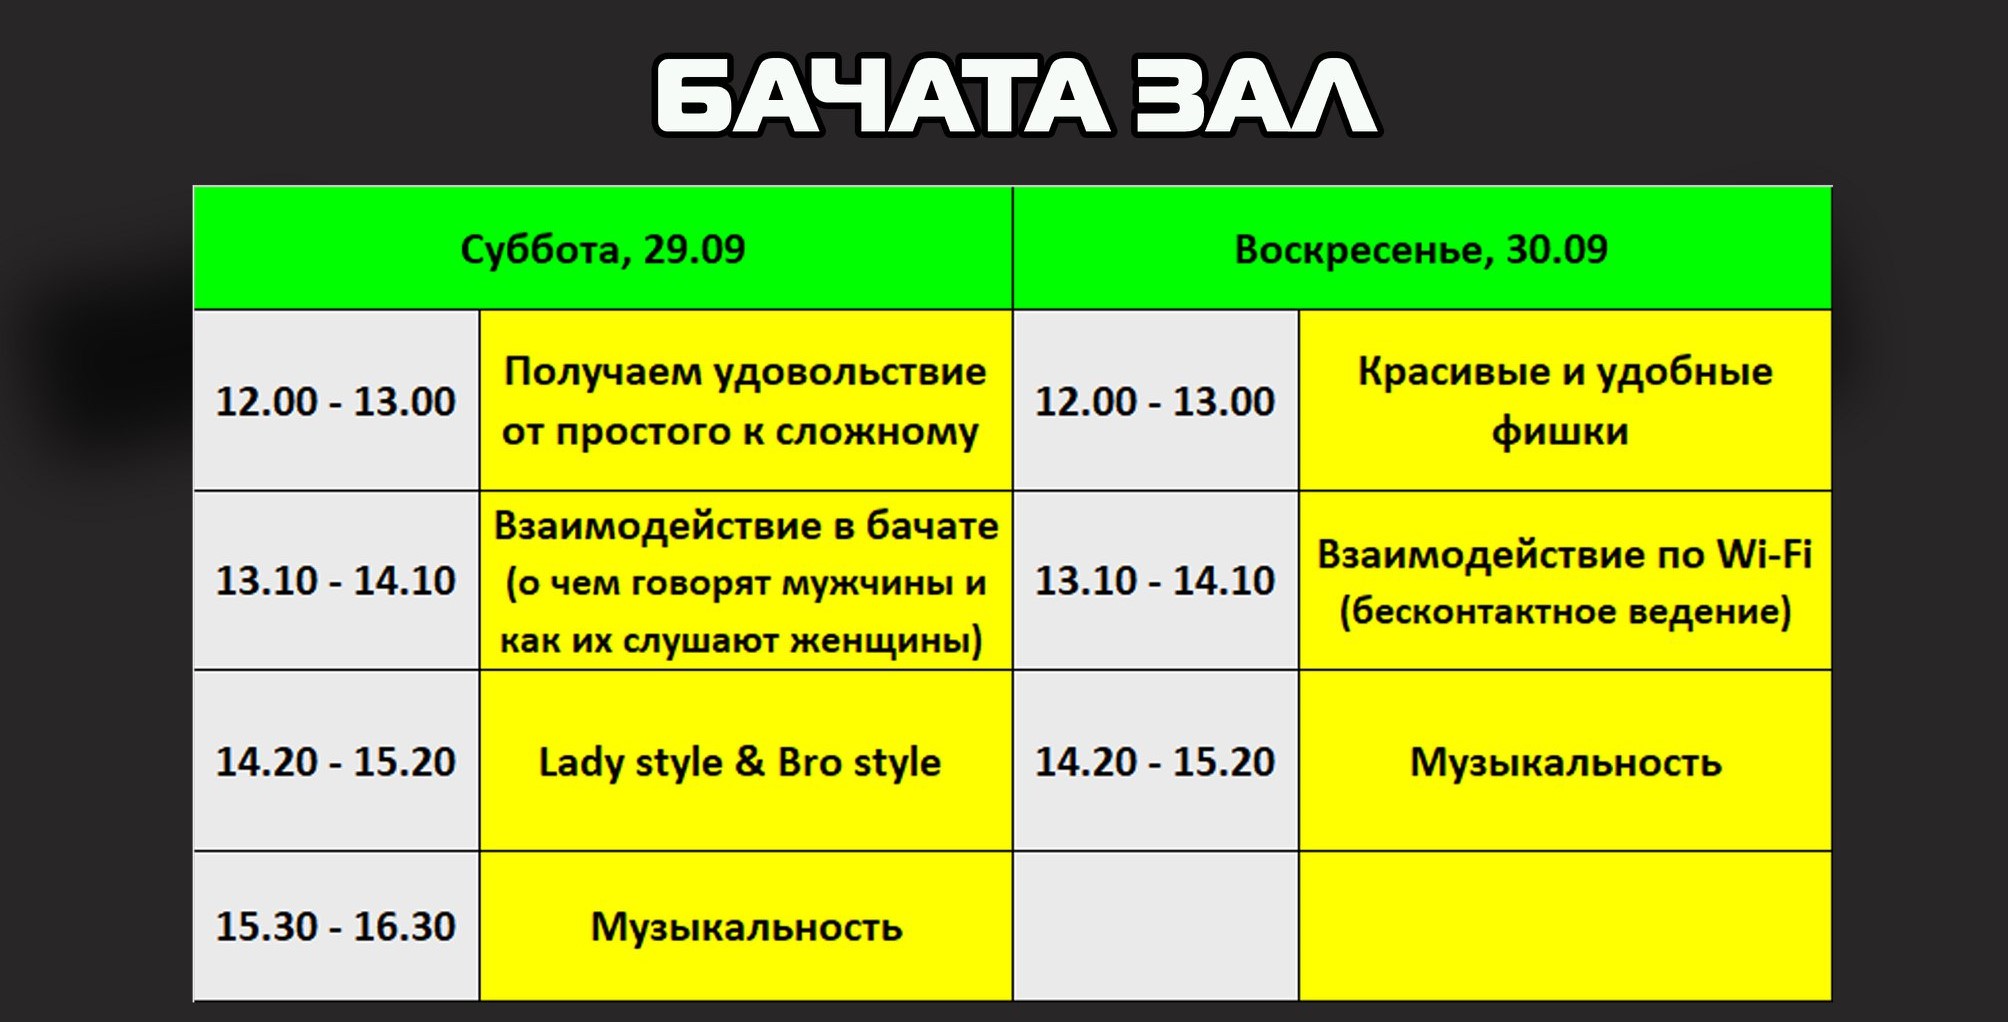 БАЧАТА ЗАЛ
Суббота, 29.09
Воскресенье, 30.09
12.00 - 13.00
Получаем удовольствие
от простого к сложному
12.00 - 13.00
Красивые и удобные
фишки
13.10 - 14.10
Взаимодействие в бачате
(о чем говорят мужчины и
как их слушают женщины)
13.10 - 14.10
Взаимодействие по Wi-Fi
(бесконтактное ведение)
14.20 - 15.20
Lady style & Bro style
14.20 - 15.20
Музыкальность
15.30 - 16.30
Музыкальность